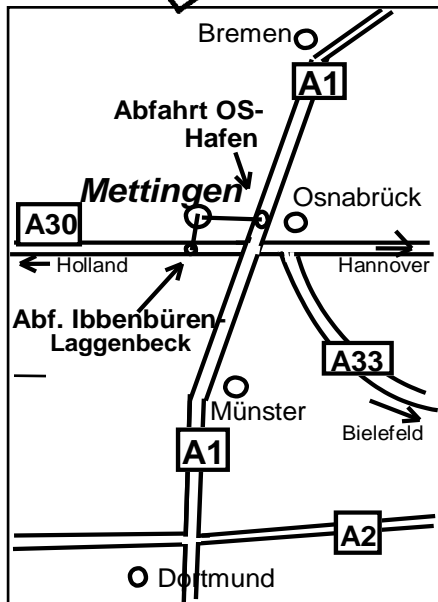 Bremen
A1
Abfahrt OS-
Hafen
Mettingen
Osnabrück
A30
Holland
Hannover
Abf. Ibbenbüren-
Laggenbeck
A33
Münster
Bielefeld
A1
A2
Dortmund